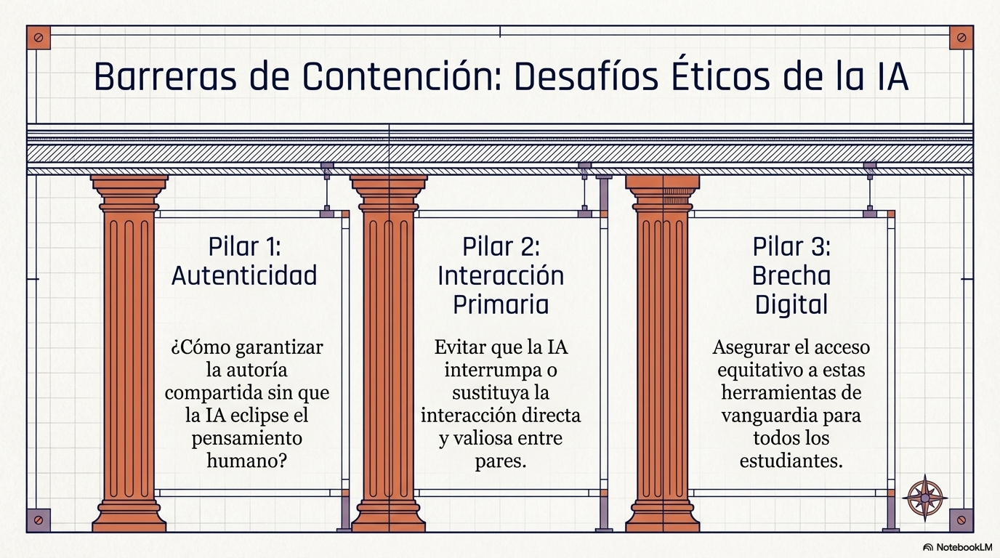 Barreras de Contención: Desafíos Éticos de la IA
Pilar 1:
Autenticidad
¿Cómo garantizar
la autoría
compartida sin que
la IA eclipse el
pensamiento
humano?
Pilar 2:
Interacción
Primaria
Evitar que la IA
interrumpa o
sustituya la
interacción directa
y valiosa entre
pares.
Pilar 3:
Brecha
Digital
Asegurar el acceso
equitativo a estas
herramientas de
vanguardia para
todos los
estudiantes.
NotebookLM